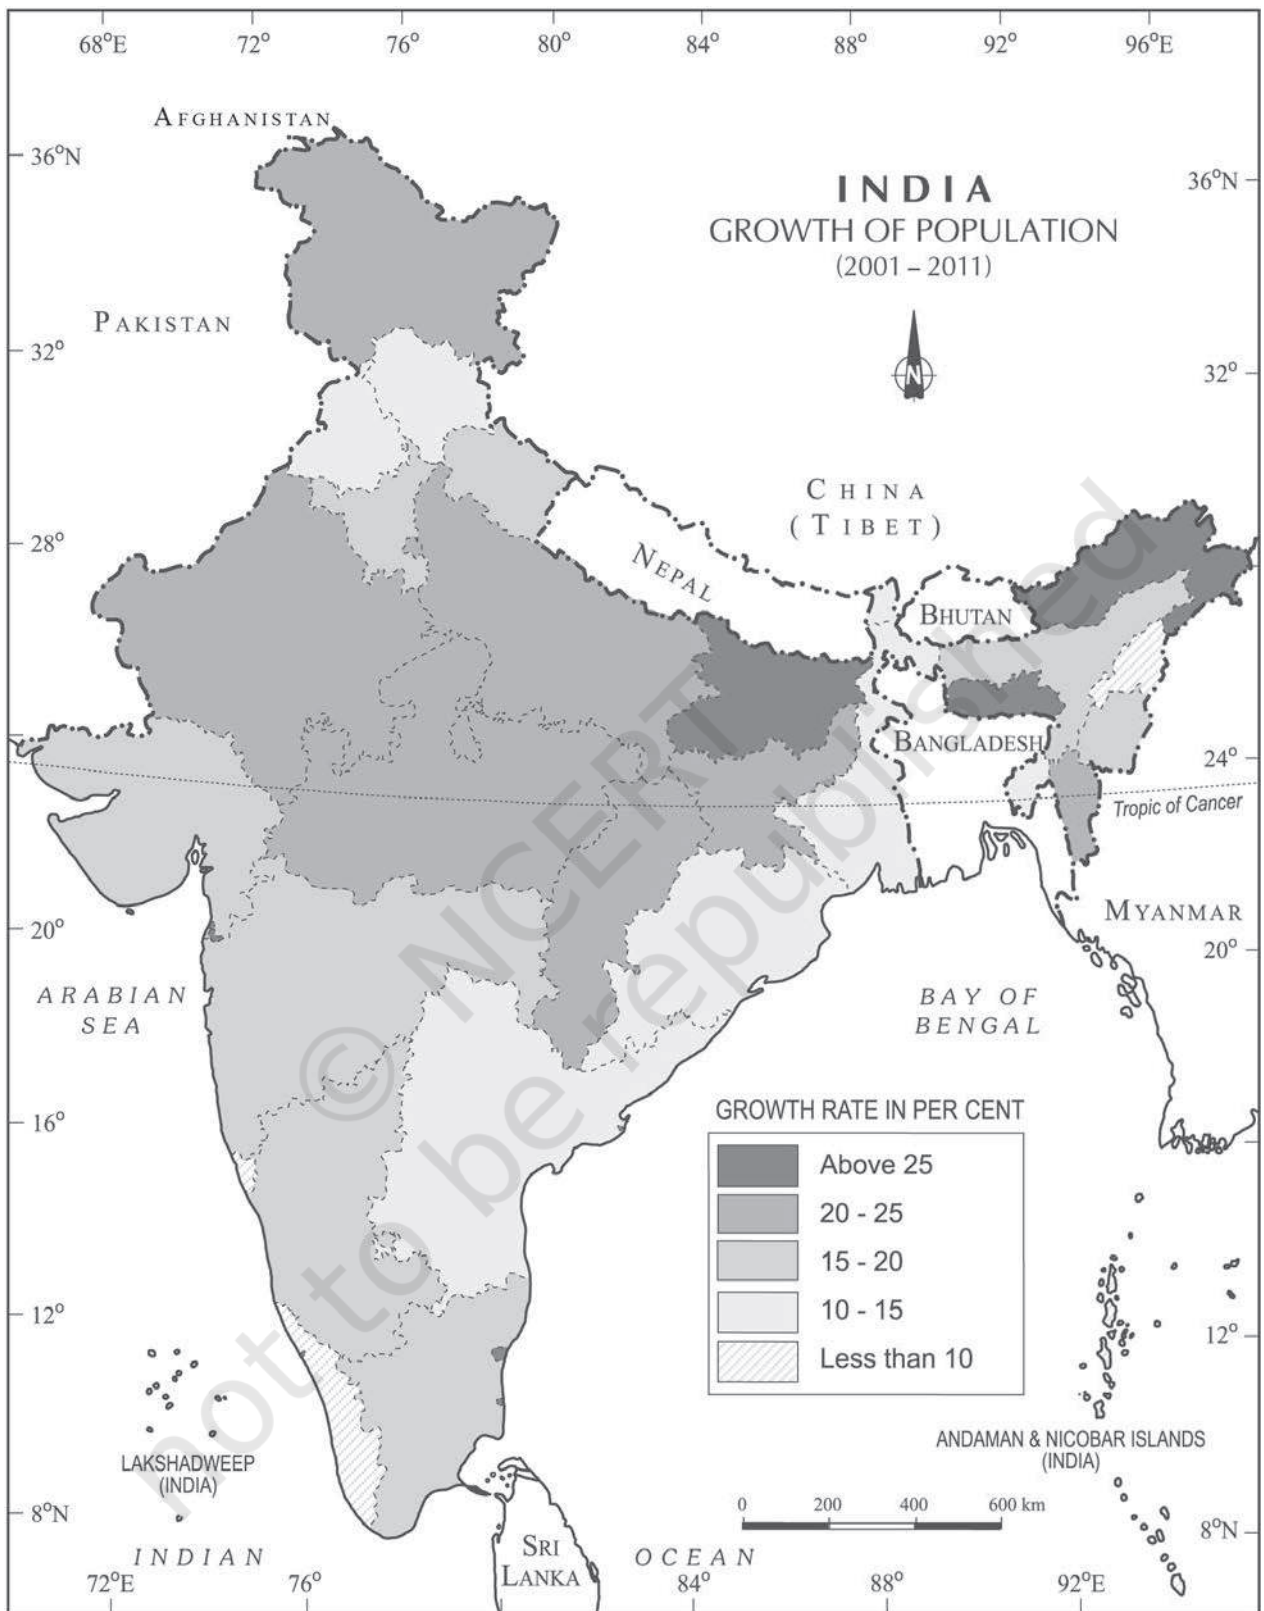 68°E 72° 76° 80° 84° 88° 92° 96°E
AFGHANISTAN
36°N
INDIA
36°N
GROWTH OF POPULATION
(2001 – 2011)
PAKISTAN
N
32°
32°
CHINA
(TIBET)
28°
NEPAL
BHUTAN
BANGLADESH
24°
Tropic of Cancer
MYANMAR
20°
20°
ARABIAN
SEA
BAY OF
BENGAL
© NCERT
not to be republished
GROWTH RATE IN PER CENT
16°
Above 25
20 - 25
15 - 20
10 - 15
Less than 10
12°
12°
ANDAMAN & NICOBAR ISLANDS
(INDIA)
LAKSHADWEEP
(INDIA)
0 200 400 600 km
8°N
8°N
SRI
LANKA
INDIAN OCEAN
72°E 76° 84° 88° 92°E